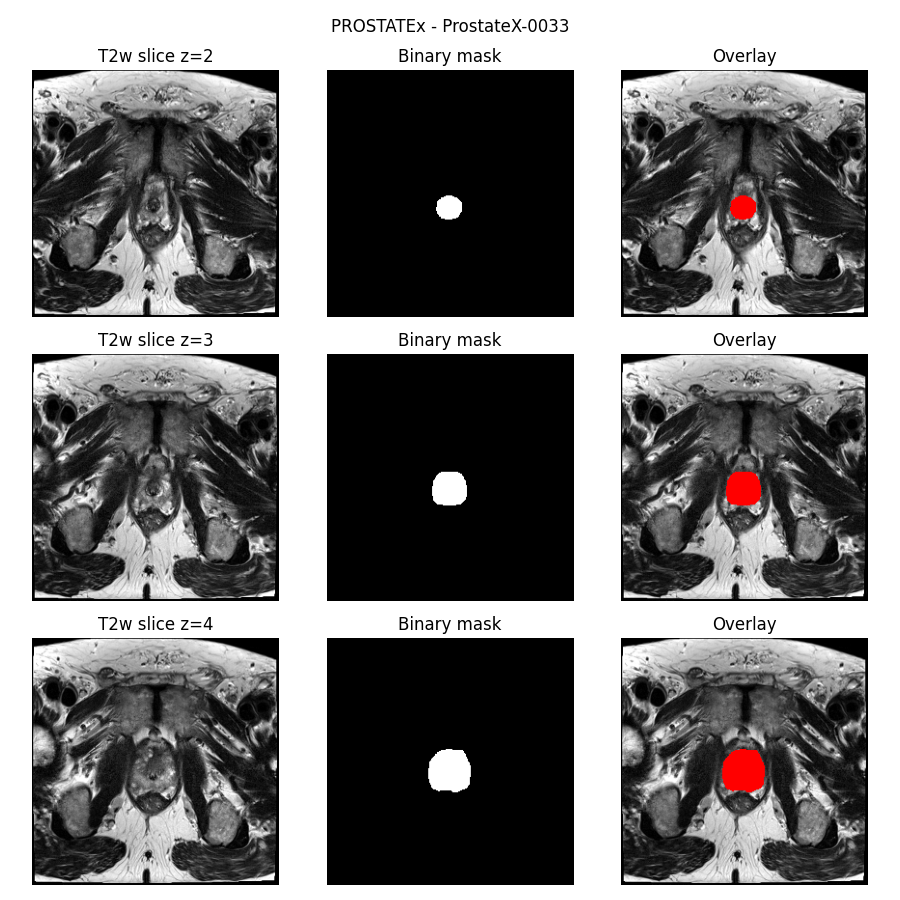 PROSTATEx - ProstateX-0033
T2w slice z=2
Binary mask
Overlay
T2w slice z=3
Binary mask
Overlay
T2w slice z=4
Binary mask
Overlay